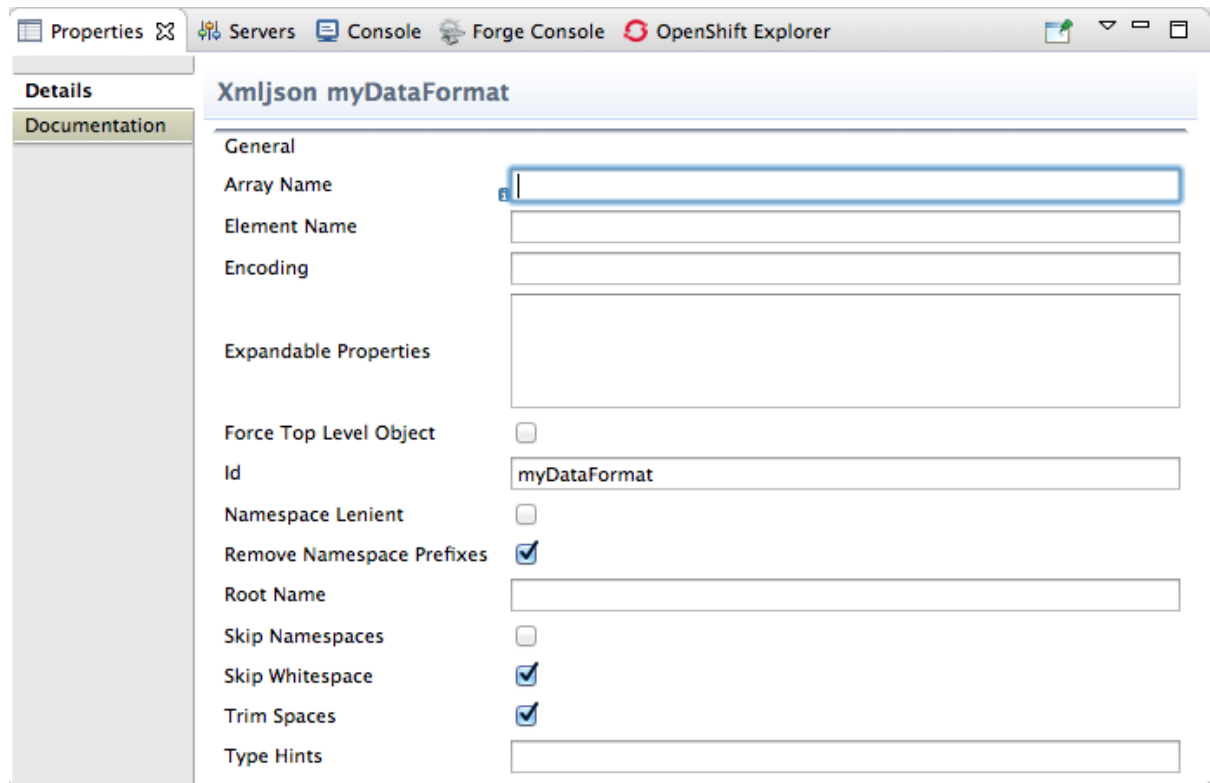 Properties Servers Console Forge Console OpenShift Explorer
Details
Documentation
Xmljson myDataFormat
General
Array Name
Element Name
Encoding
Expandable Properties
Force Top Level Object
Id myDataFormat
Namespace Lenient
Remove Namespace Prefixes
Root Name
Skip Namespaces
Skip Whitespace
Trim Spaces
Type Hints